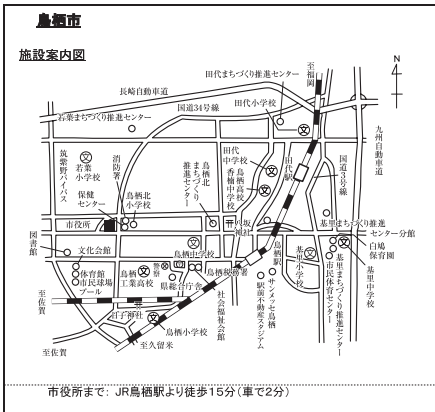 鳥栖市
施設案内図
N
至福岡
長崎自動車道
田代まちづくり推進センター
国道34号線
田代小学校
若葉まちづくり推進センター
九州自動車道
筑紫野バイパス
若葉小学校
消防署
保健センター
鳥栖北小学校
鳥栖北まちづくり推進センター
田代中学校
香楠中学校
鳥栖高校
田代駅
国道3号線
市役所
八坂神社
基里まちづくり推進センター分館
図書館
文化会館
鳥栖中学校
鳥栖駅
基里小学校
白鳩保育園
基里中学校
体育館
市民球場
プール
鳥栖工業高校
警察
県総合庁舎
鳥栖税務署
社会福祉会館
サンメッセ鳥栖
駅前不動産スタジアム
市民体育センター
基里まちづくり推進センター
至佐賀
鳥栖小学校
至佐賀
至久留米
市役所まで: JR鳥栖駅より徒歩15分(車で2分)